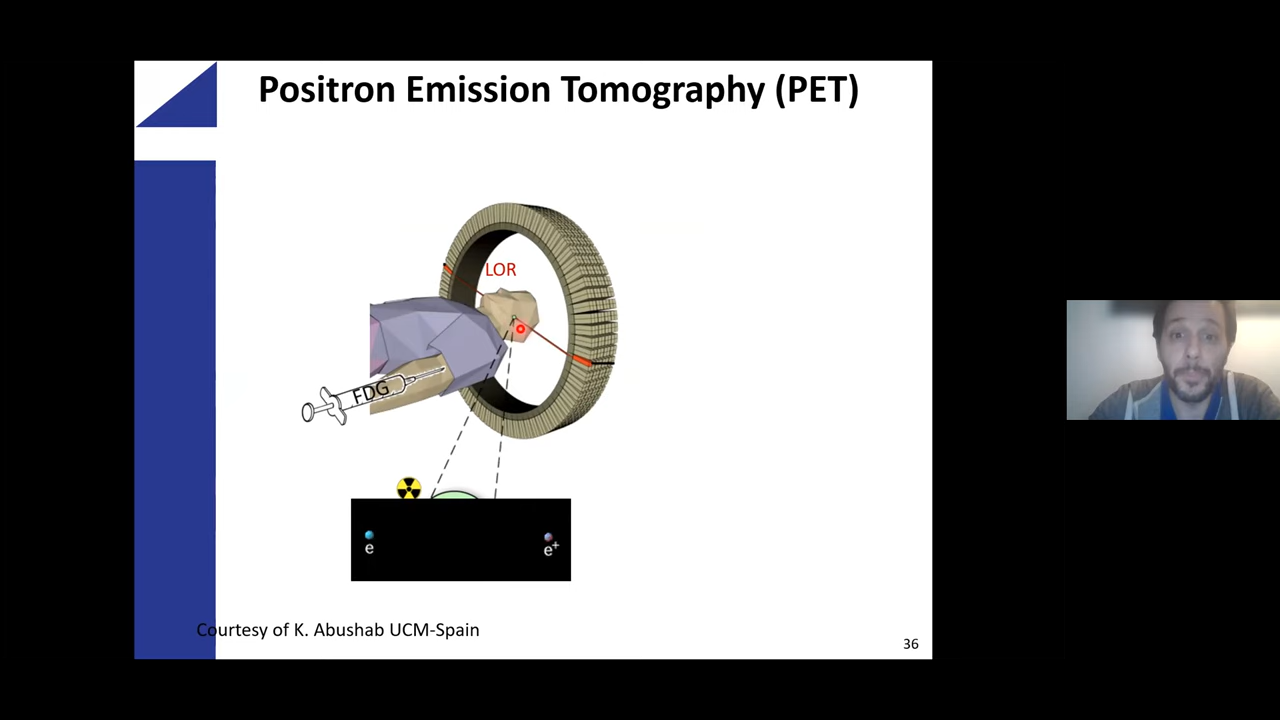 Positron Emission Tomography (PET)
LOR
FDG
e
e+
Courtesy of K. Abushab UCM-Spain
36